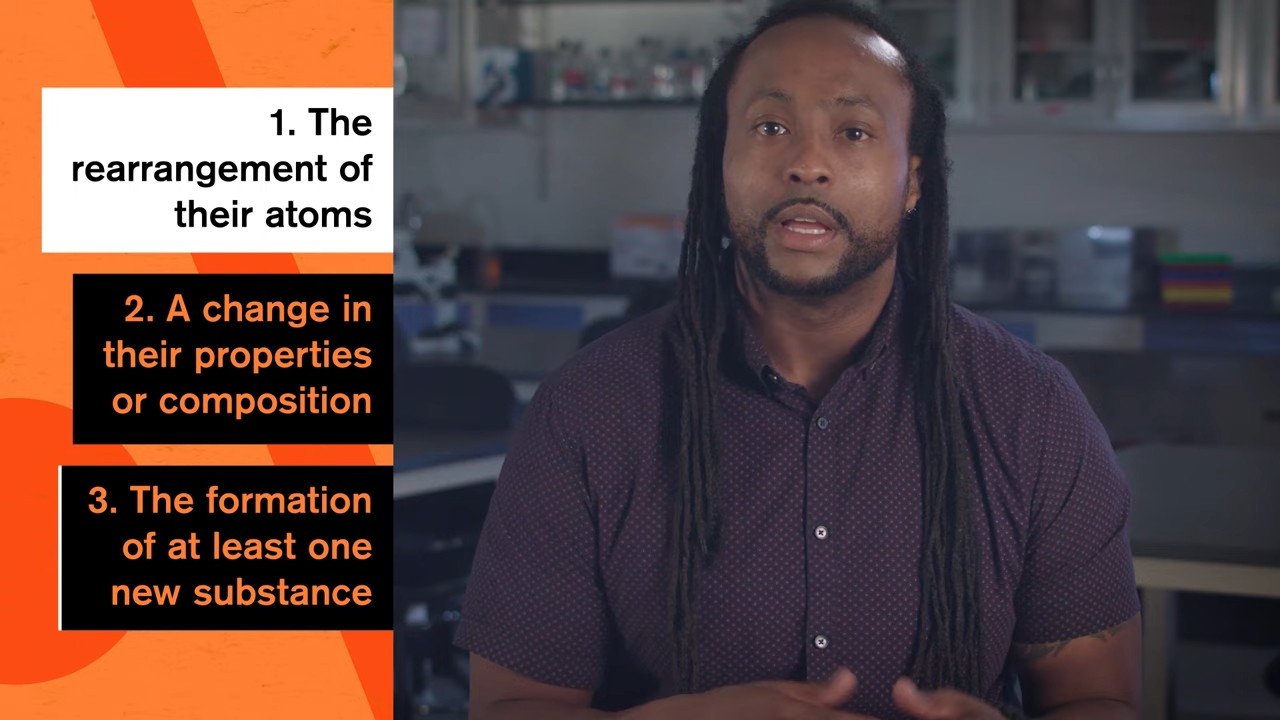 1. The
rearrangement of
their atoms
2. A change in
their properties
or composition
3. The formation
of at least one
new substance